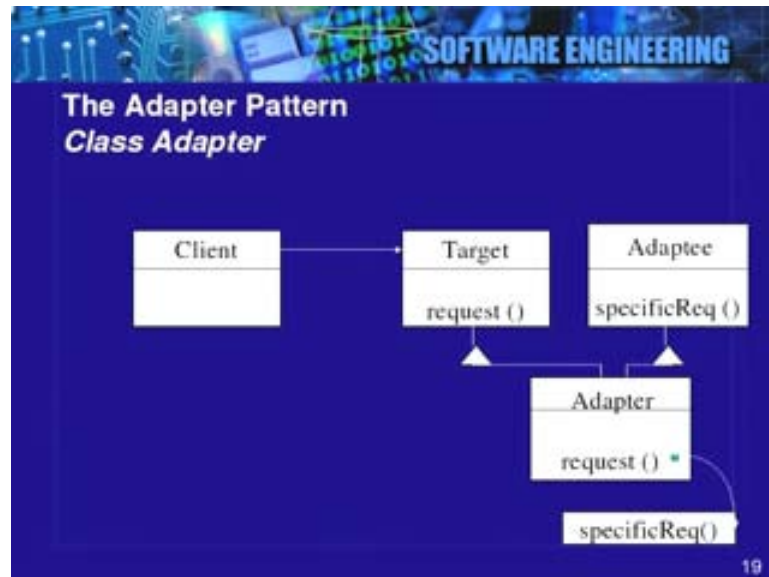 SOFTWARE ENGINEERING
The Adapter Pattern
Class Adapter
Client
Target
request ()
Adaptee
specificReq ()
Adapter
request ()
specificReq()
19